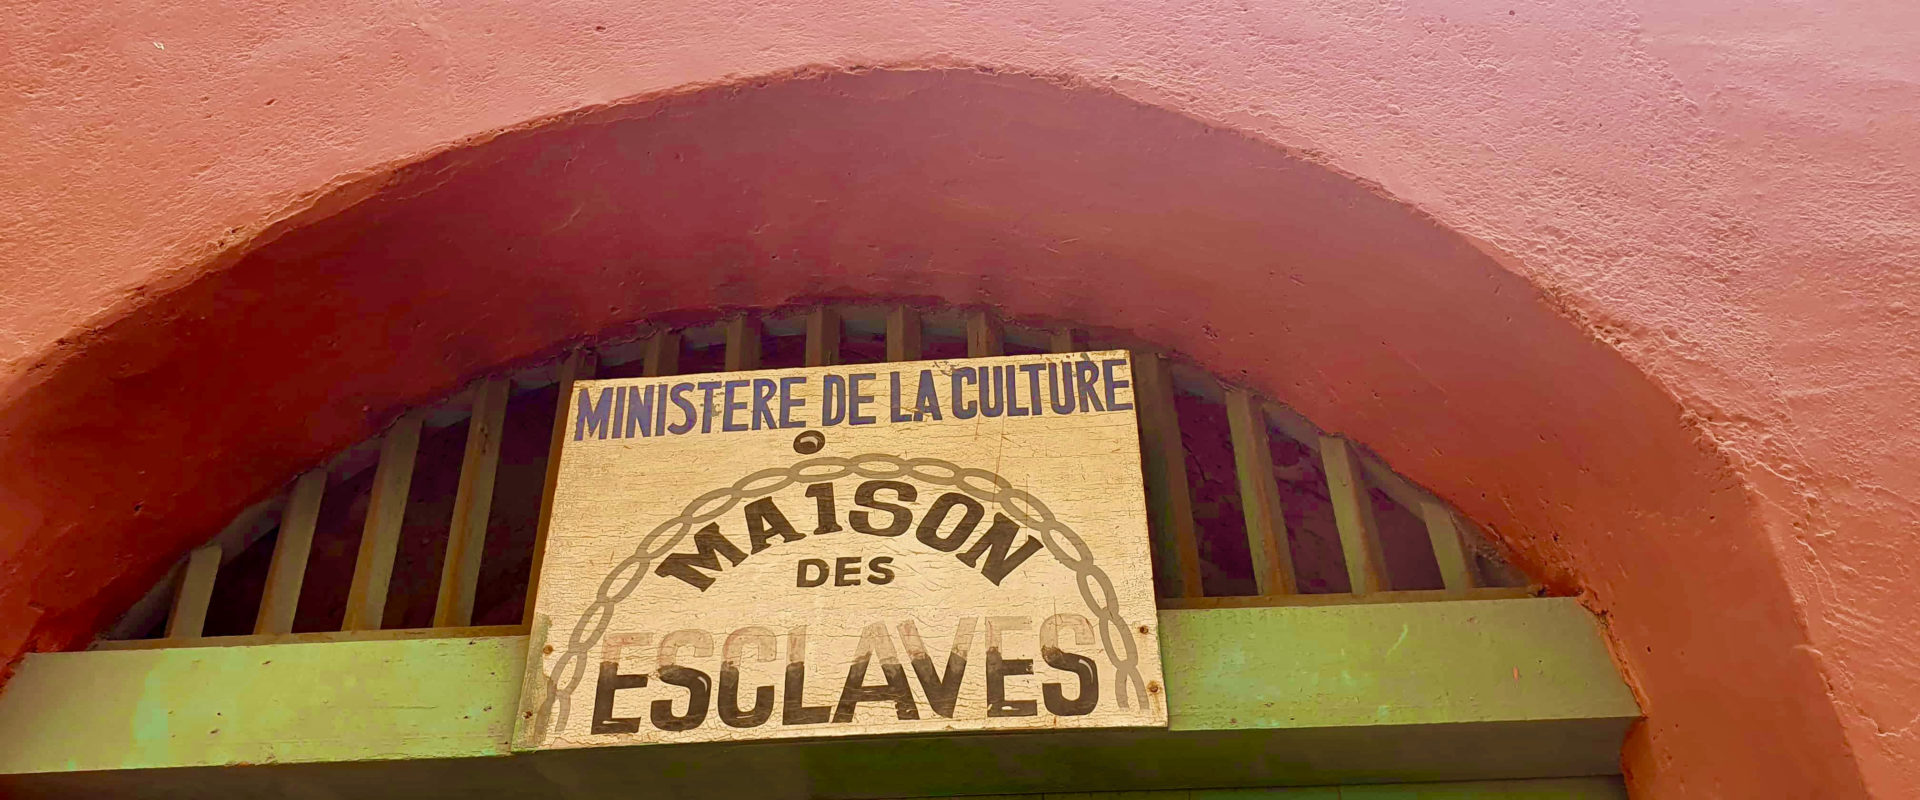 MINISTERE DE LA CULTURE
MAISON
DES
ESCLAVES